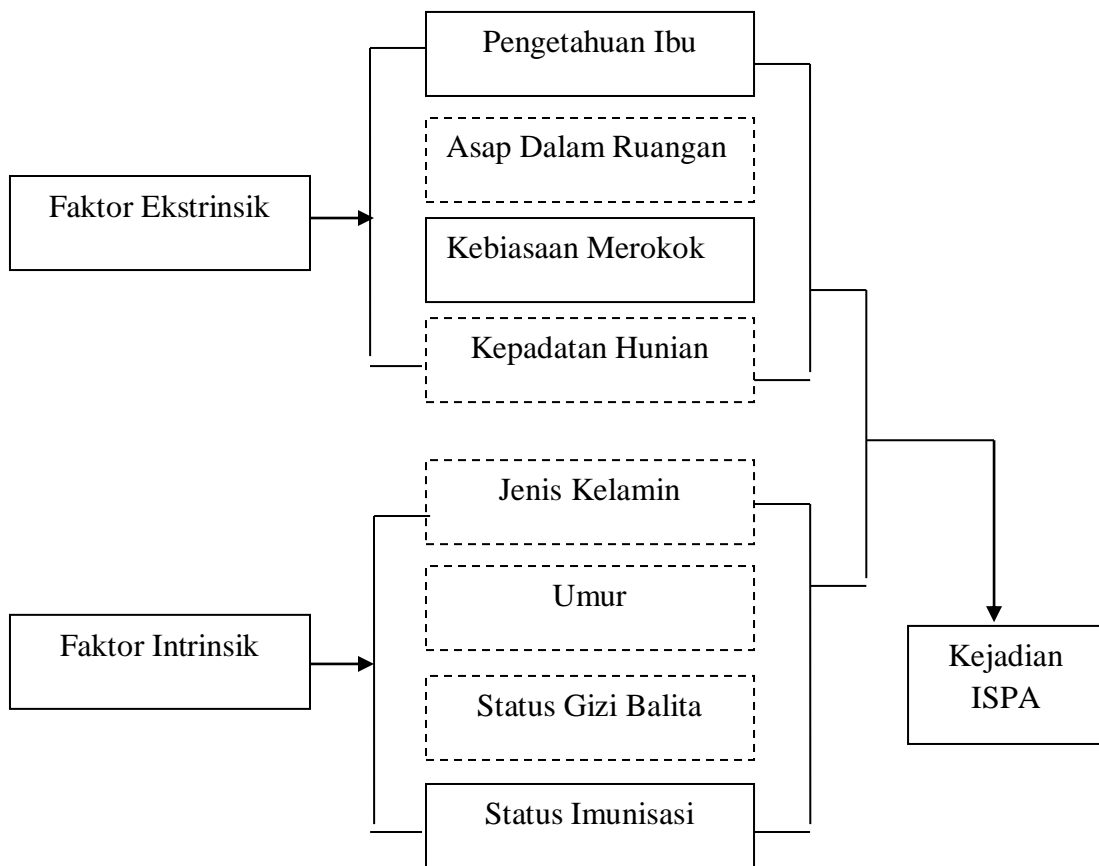 Pengetahuan Ibu
Asap Dalam Ruangan
Faktor Ekstrinsik
Kebiasaan Merokok
Kepadatan Hunian
Jenis Kelamin
Umur
Faktor Intrinsik
Status Gizi Balita
Status Imunisasi
Kejadian
ISPA